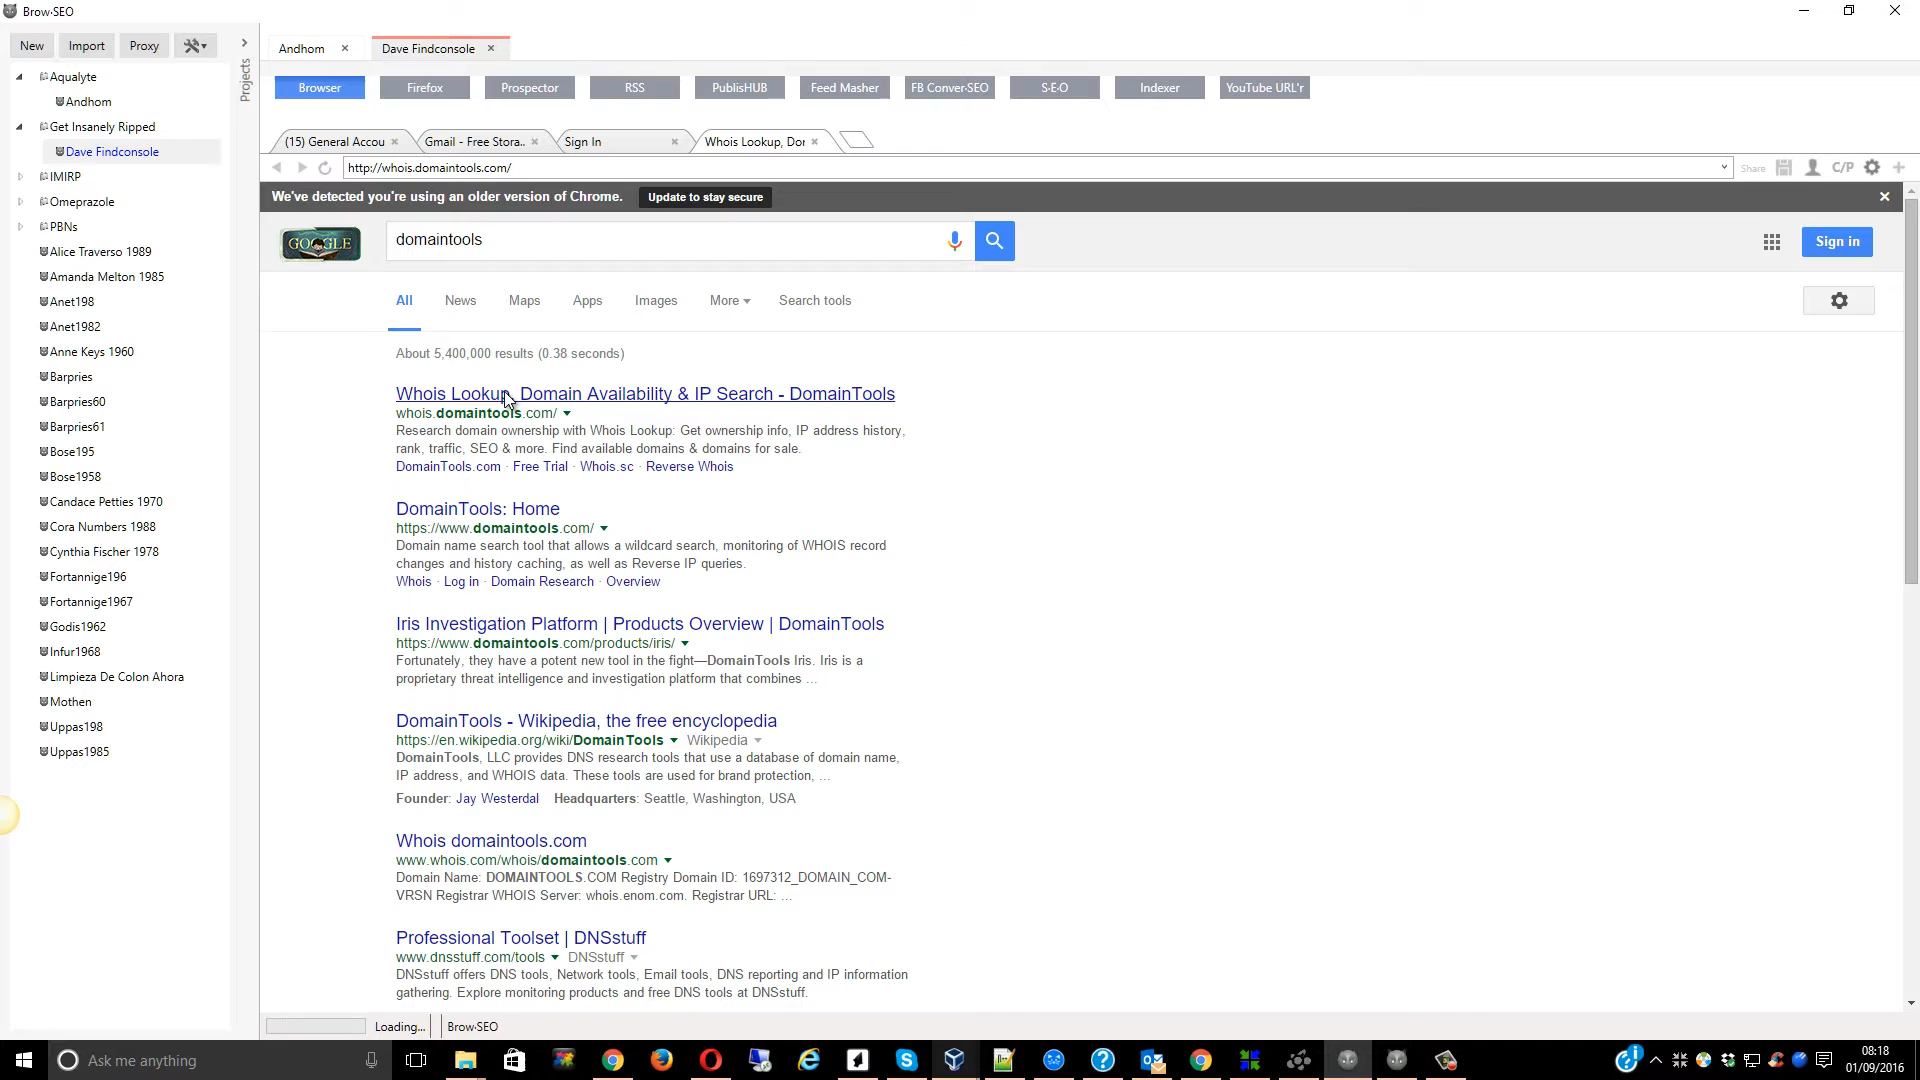 Brow·SEO
New
Import
Proxy
Projects
Aqualyte
Andhom
Get Insanely Ripped
Dave Findconsole
IMIRP
Omeprazole
PBNs
Alice Traverso 1989
Amanda Melton 1985
Anet198
Anet1982
Anne Keys 1960
Barpries
Barpries60
Barpries61
Bose195
Bose1958
Candace Petties 1970
Cora Numbers 1988
Cynthia Fischer 1978
Fortannige196
Fortannige1967
Godis1962
Infur1968
Limpieza De Colon Ahora
Mothen
Uppas198
Uppas1985
Andhom
Dave Findconsole
Browser
Firefox
Prospector
RSS
PublisHUB
Feed Masher
FB Conver·SEO
S·E·O
Indexer
YouTube URL'r
(15) General Accou
Gmail - Free Stora..
Sign In
Whois Lookup, Dor
http://whois.domaintools.com/
Share
C/P
We've detected you're using an older version of Chrome.
Update to stay secure
GOOGLE
domaintools
Sign in
All
News
Maps
Apps
Images
More
Search tools
About 5,400,000 results (0.38 seconds)
Whois Lookup, Domain Availability & IP Search - DomainTools
whois.domaintools.com/
Research domain ownership with Whois Lookup: Get ownership info, IP address history,
rank, traffic, SEO & more. Find available domains & domains for sale.
DomainTools.com · Free Trial · Whois.sc · Reverse Whois
DomainTools: Home
https://www.domaintools.com/
Domain name search tool that allows a wildcard search, monitoring of WHOIS record
changes and history caching, as well as Reverse IP queries.
Whois · Log in · Domain Research · Overview
Iris Investigation Platform | Products Overview | DomainTools
https://www.domaintools.com/products/iris/
Fortunately, they have a potent new tool in the fight—DomainTools Iris. Iris is a
proprietary threat intelligence and investigation platform that combines ...
DomainTools - Wikipedia, the free encyclopedia
https://en.wikipedia.org/wiki/DomainTools Wikipedia
DomainTools, LLC provides DNS research tools that use a database of domain name,
IP address, and WHOIS data. These tools are used for brand protection, ...
Founder: Jay Westerdal Headquarters: Seattle, Washington, USA
Whois domaintools.com
www.whois.com/whois/domaintools.com
Domain Name: DOMAINTOOLS.COM Registry Domain ID: 1697312_DOMAIN_COM-
VRSN Registrar WHOIS Server: whois.enom.com. Registrar URL: ...
Professional Toolset | DNSstuff
www.dnsstuff.com/tools DNSstuff
DNSstuff offers DNS tools, Network tools, Email tools, DNS reporting and IP information
gathering. Explore monitoring products and free DNS tools at DNSstuff.
Loading...
Brow·SEO
Ask me anything
08:18
01/09/2016